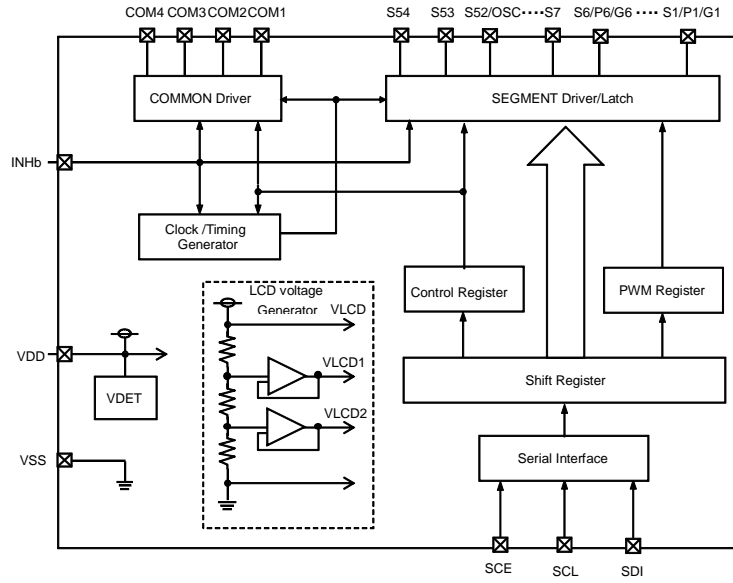 COM4 COM3 COM2 COM1
S54 S53 S52/OSC ···· S7 S6/P6/G6 ···· S1/P1/G1
COMMON Driver
SEGMENT Driver/Latch
INHb
Clock /Timing
Generator
LCD voltage
Generator
VLCD
Control Register
PWM Register
VDD
VLCD1
VDET
Shift Register
VLCD2
VSS
Serial Interface
SCE SCL SDI